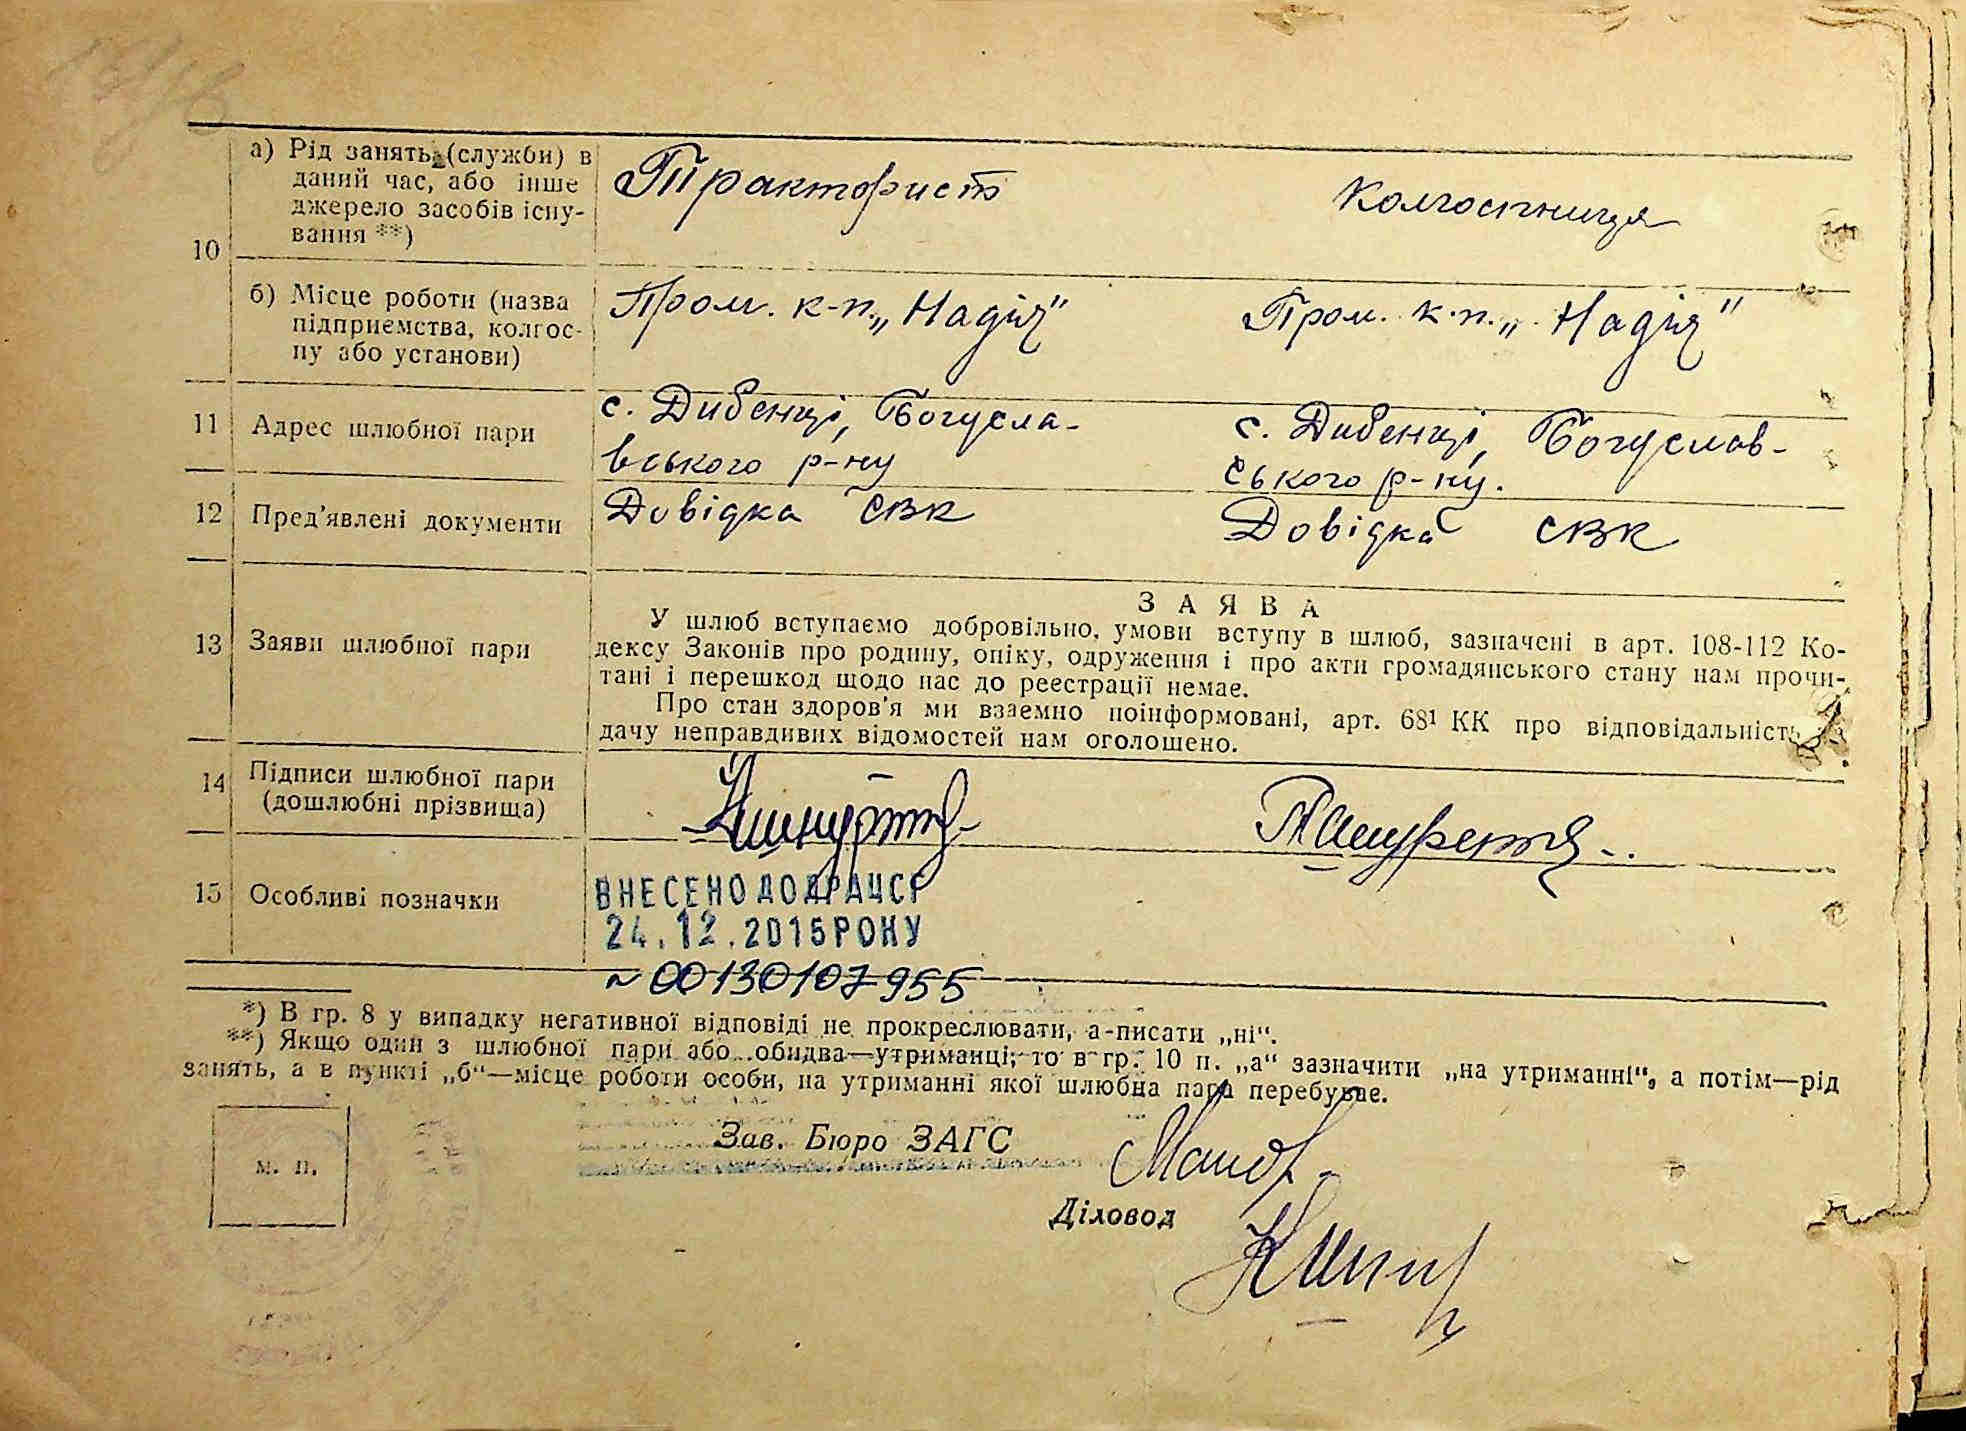 а) Рід занять (служби) в
даний час, або інше
джерело засобів існу-
вання **)
Тракторист
Колгоспниця
10
б) Місце роботи (назва
підприємства, колгос-
пу або установи)
Пром. к-п. „Надія"
Пром. к-п. „Надія"
11
Адрес шлюбної пари
с. Дибенці, Богусла-
вського р-ну
с. Дибенці, Богуслав-
ського р-ну.
12
Пред'явлені документи
Довідка СВК
Довідка СВК
13
Заяви шлюбної пари
ЗАЯВА
У шлюб вступаємо добровільно, умови вступу в шлюб, зазначені в арт. 108-112 Ко-
дексу Законів про родину, опіку, одруження і про акти громадянського стану нам прочи-
тані і перешкод щодо нас до реєстрації немає.
Про стан здоров'я ми взаємно поінформовані, арт. 68¹ КК про відповідальність
дачу неправдивих відомостей нам оголошено.
14
Підписи шлюбної пари
(дошлюбні прізвища)
15
Особливі позначки
ВНЕСЕНО ДО ДРАЦСГ
24.12.2015 РОКУ
~ 00130107955
*) В гр. 8 у випадку негативної відповіді не прокреслювати, а-писати „ні".
**) Якщо один з шлюбної пари або обидва—утриманці, то в гр. 10 п. „а" зазначити „на утриманні", а потім—рід
занять, а в пункті „б"—місце роботи особи, на утриманні якої шлюбна пара перебуває.
м. п.
Зав. Бюро ЗАГС
Діловод